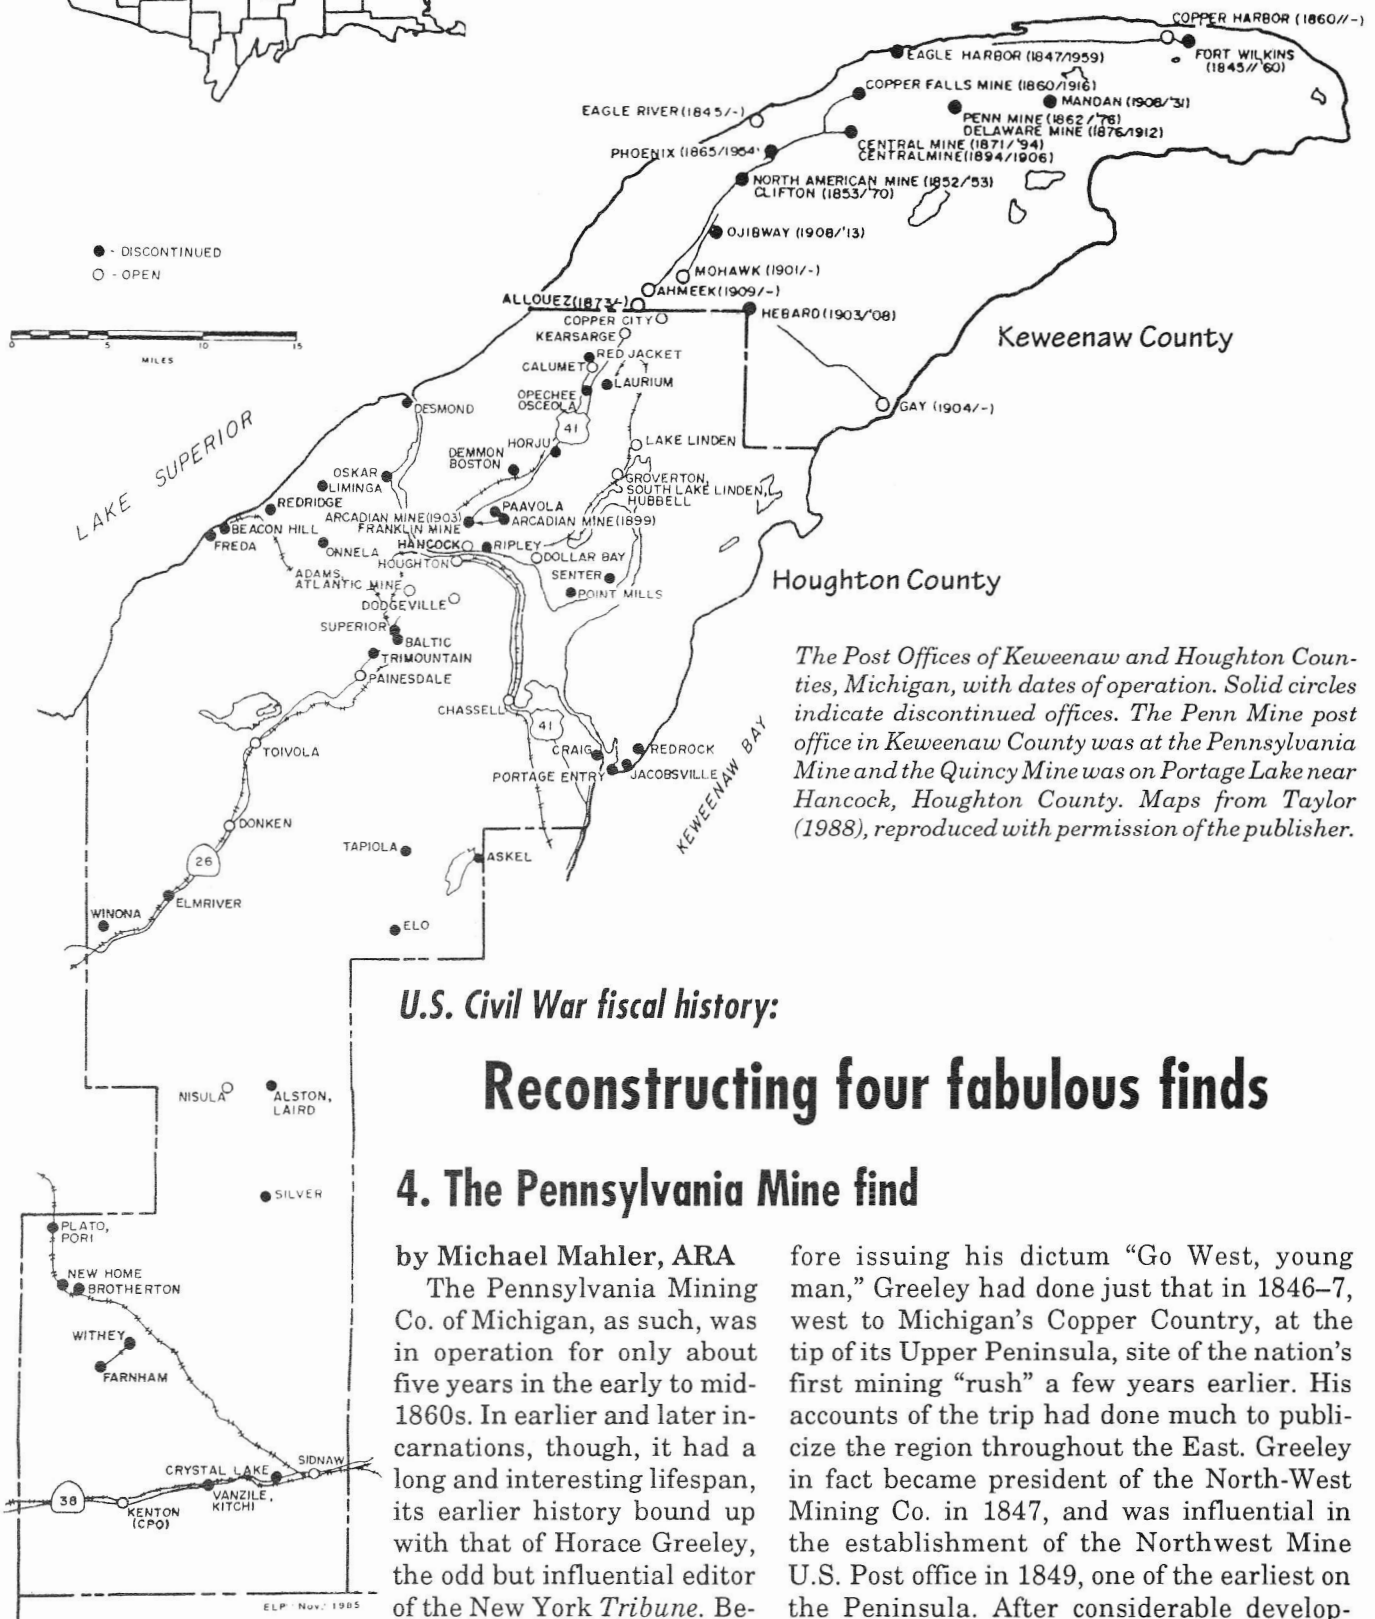 COPPER HARBOR (1860//-)
EAGLE HARBOR (1847/1959)
FORT WILKINS
(1845//'60)
COPPER FALLS MINE (1860/1916)
MANDAN (1908/'31)
EAGLE RIVER (1845/-)
PENN MINE (1862/'76)
DELAWARE MINE (1876/1912)
CENTRAL MINE (1871/'94)
CENTRALMINE (1894/1906)
PHOENIX (1865/1954)
NORTH AMERICAN MINE (1852/'53)
CLIFTON (1853/'70)
OJIBWAY (1908/'13)
● - DISCONTINUED
○ - OPEN
MOHAWK (1901/-)
AHMEEK (1909/-)
ALLOUEZ (1873/-)
HEBARD (1903/'08)
COPPER CITY
KEARSARGE
Keweenaw County
0 5 10 15
MILES
RED JACKET
CALUMET
LAURIUM
OPECHEE
OSCEOLA
GAY (1904/-)
DESMOND
41
LAKE SUPERIOR
HORJU
LAKE LINDEN
DEMMON
BOSTON
OSKAR
LIMINGA
GROVERTON,
SOUTH LAKE LINDEN,
HUBBELL
REDRIDGE
PAAVOLA
ARCADIAN MINE (1903)
ARCADIAN MINE (1899)
FRANKLIN MINE
BEACON HILL
FREDA
HANCOCK
RIPLEY
ONNELA
HOUGHTON
DOLLAR BAY
ADAMS,
ATLANTIC MINE
SENTER
POINT MILLS
Houghton County
DODGEVILLE
SUPERIOR
BALTIC
TRIMOUNTAIN
PAINESDALE
CHASSELL
41
TOIVOLA
CRAIG
REDROCK
PORTAGE ENTRY
JACOBSVILLE
KEWEENAW BAY
The Post Offices of Keweenaw and Houghton Coun-
ties, Michigan, with dates of operation. Solid circles
indicate discontinued offices. The Penn Mine post
office in Keweenaw County was at the Pennsylvania
Mine and the Quincy Mine was on Portage Lake near
Hancock, Houghton County. Maps from Taylor
(1988), reproduced with permission of the publisher.
DONKEN
TAPIOLA
ASKEL
26
ELMRIVER
WINONA
ELO
NISULA
ALSTON,
LAIRD
SILVER
PLATO,
PORI
NEW HOME
BROTHERTON
WITHEY
FARNHAM
SIDNAW
CRYSTAL LAKE
VANZILE,
KITCHI
38
KENTON
(CPO)
ELP Nov. 1985
U.S. Civil War fiscal history:
Reconstructing four fabulous finds
4. The Pennsylvania Mine find
by Michael Mahler, ARA
The Pennsylvania Mining
Co. of Michigan, as such, was
in operation for only about
five years in the early to mid-
1860s. In earlier and later in-
carnations, though, it had a
long and interesting lifespan,
its earlier history bound up
with that of Horace Greeley,
the odd but influential editor
of the New York Tribune. Be-
fore issuing his dictum “Go West, young
man,” Greeley had done just that in 1846–7,
west to Michigan’s Copper Country, at the
tip of its Upper Peninsula, site of the nation’s
first mining “rush” a few years earlier. His
accounts of the trip had done much to publi-
cize the region throughout the East. Greeley
in fact became president of the North-West
Mining Co. in 1847, and was influential in
the establishment of the Northwest Mine
U.S. Post office in 1849, one of the earliest on
the Peninsula. After considerable develop-